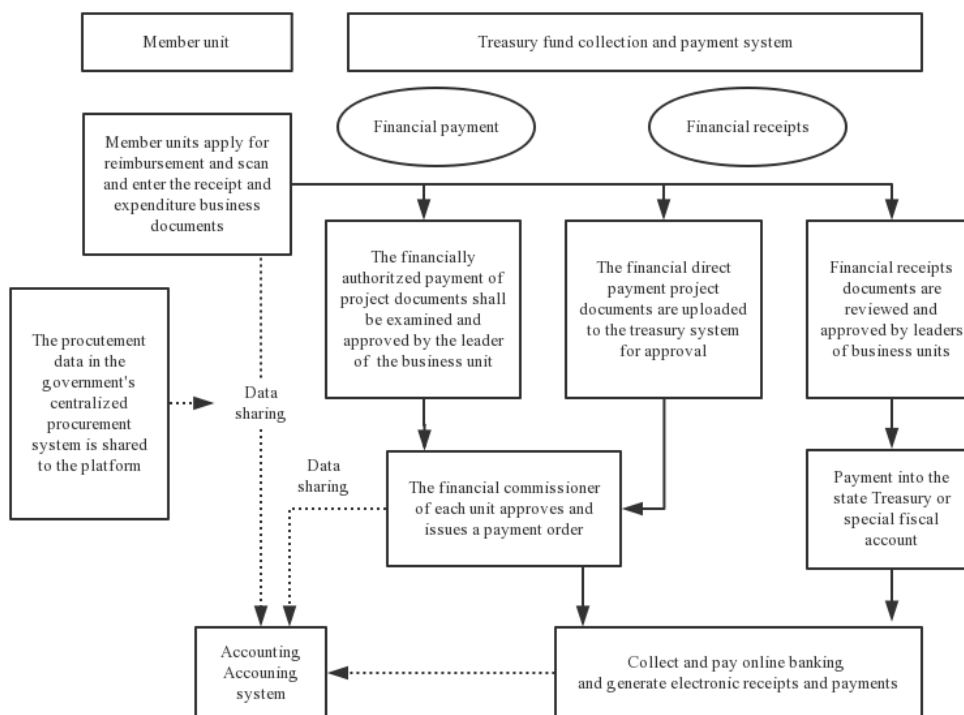 Member unit
Treasury fund collection and payment system
Financial payment
Financial receipts
Member units apply for
reimbursement and scan
and enter the receipt and
expenditure business
documents
The financially
authoritzed payment of
project documents shall
be examined and
approved by the leader
of the business unit
The financial direct
payment project
documents are uploaded
to the treasury system
for approval
Financial receipts
documents are
reviewed and
approved by leaders
of business units
The procutement
data in the
government's
centralized
procurement
system is shared
to the platform
Data
sharing
Data
sharing
The financial commissioner
of each unit approves and
issues a payment order
Payment into the
state Treasury or
special fiscal
account
Accounting
Accouning
system
Collect and pay online banking
and generate electronic receipts and payments